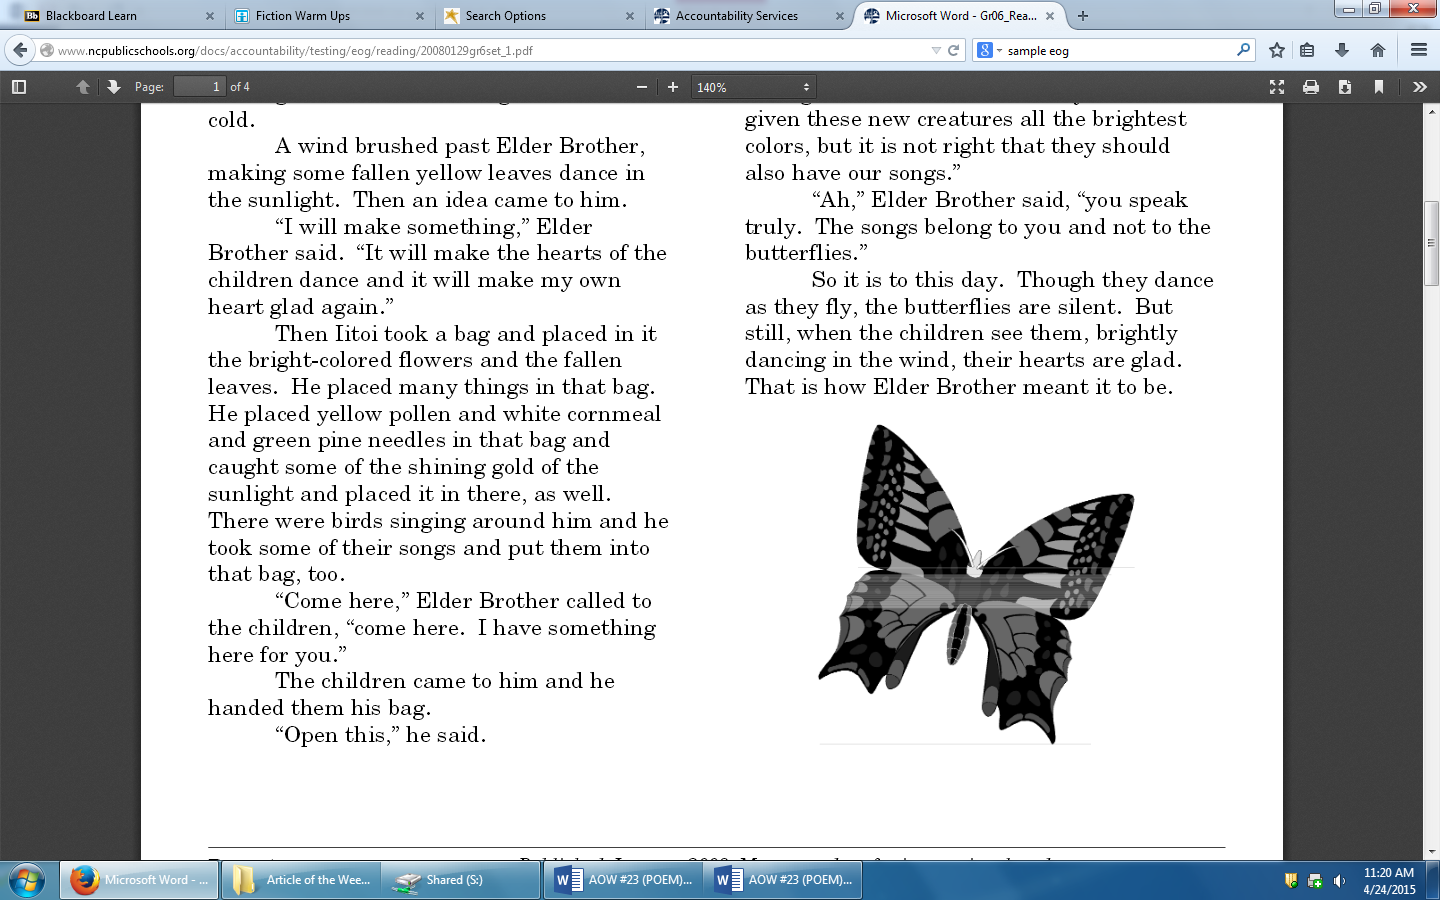 Blackboard Learn
Fiction Warm Ups
Search Options
Accountability Services
Microsoft Word - Gr06_Rea...
www.ncpublicschools.org/docs/accountability/testing/eog/reading/20080129gr6set_1.pdf
sample eog
Page: 1 of 4
140%
cold.
A wind brushed past Elder Brother,
making some fallen yellow leaves dance in
the sunlight. Then an idea came to him.
“I will make something,” Elder
Brother said. “It will make the hearts of the
children dance and it will make my own
heart glad again.”
Then Iitoi took a bag and placed in it
the bright-colored flowers and the fallen
leaves. He placed many things in that bag.
He placed yellow pollen and white cornmeal
and green pine needles in that bag and
caught some of the shining gold of the
sunlight and placed it in there, as well.
There were birds singing around him and he
took some of their songs and put them into
that bag, too.
“Come here,” Elder Brother called to
the children, “come here. I have something
here for you.”
The children came to him and he
handed them his bag.
“Open this,” he said.
given these new creatures all the brightest
colors, but it is not right that they should
also have our songs.”
“Ah,” Elder Brother said, “you speak
truly. The songs belong to you and not to the
butterflies.”
So it is to this day. Though they dance
as they fly, the butterflies are silent. But
still, when the children see them, brightly
dancing in the wind, their hearts are glad.
That is how Elder Brother meant it to be.
Microsoft Word - ...
Article of the Wee...
Shared (S:)
AOW #23 (POEM)...
AOW #23 (POEM)...
11:20 AM
4/24/2015